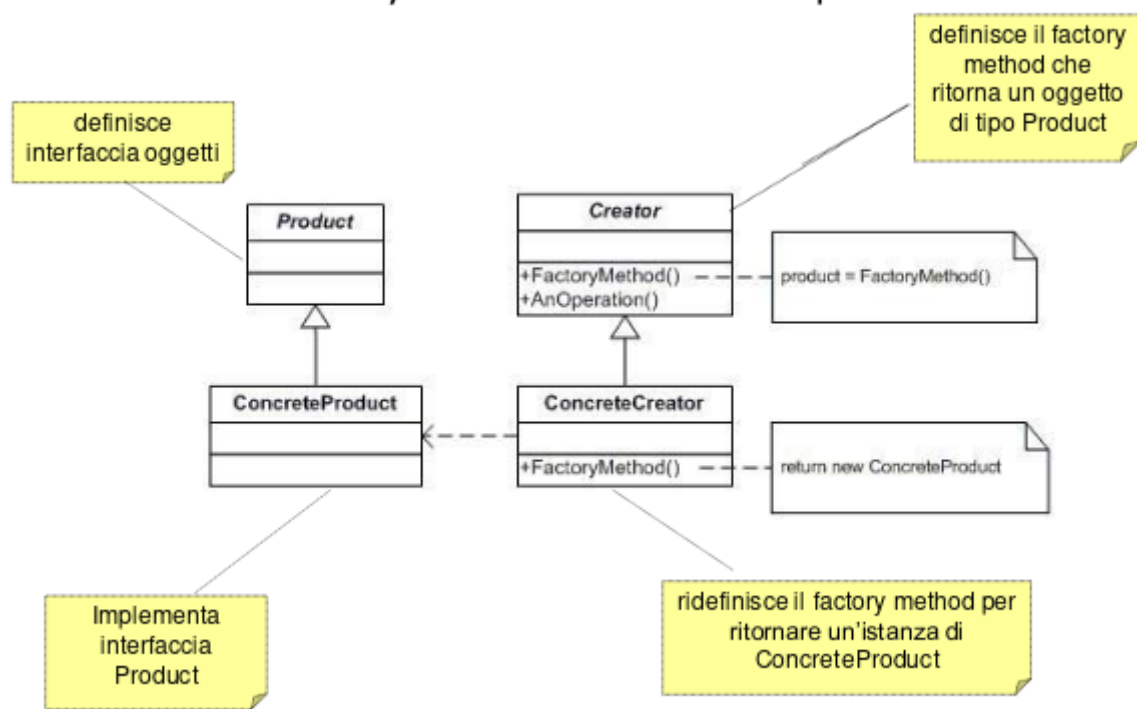 definisce il factory
method che
ritorna un oggetto
di tipo Product
definisce
interfaccia oggetti
Product
Creator
+FactoryMethod()
+AnOperation()
product = FactoryMethod()
ConcreteProduct
ConcreteCreator
+FactoryMethod()
return new ConcreteProduct
Implementa
interfaccia
Product
ridefinisce il factory method per
ritornare un'istanza di
ConcreteProduct